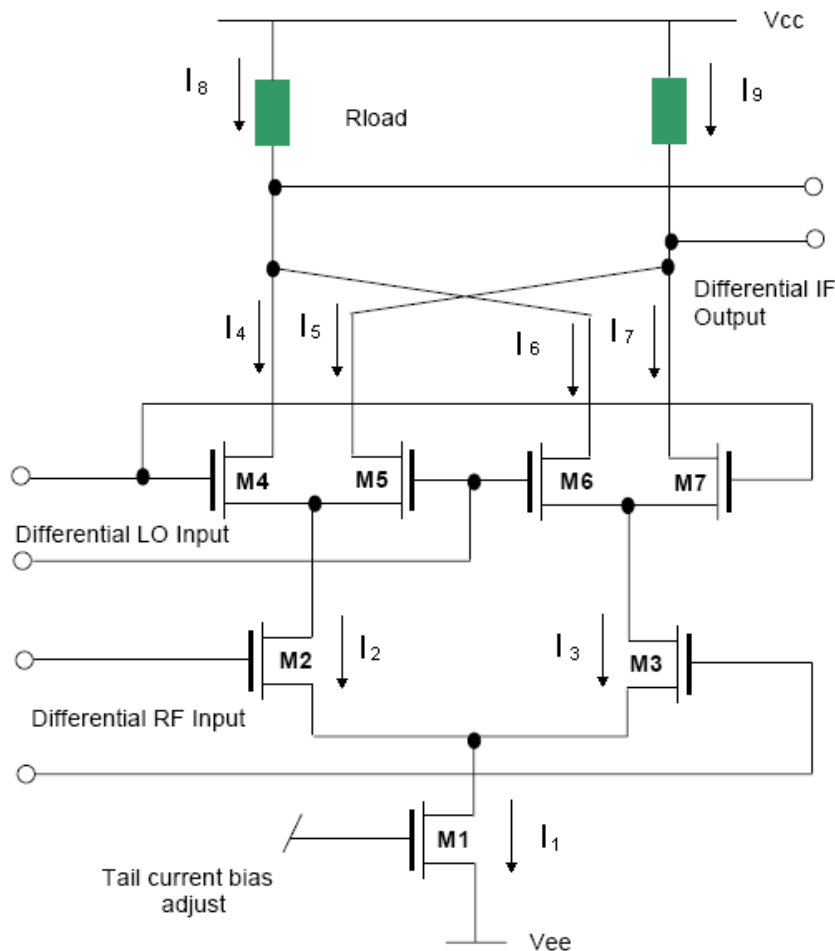 Vcc
I8
Rload
I9
Differential IF
Output
I4
I5
I6
I7
M4
M5
M6
M7
Differential LO Input
M2
I2
I3
M3
Differential RF Input
M1
I1
Tail current bias
adjust
Vee